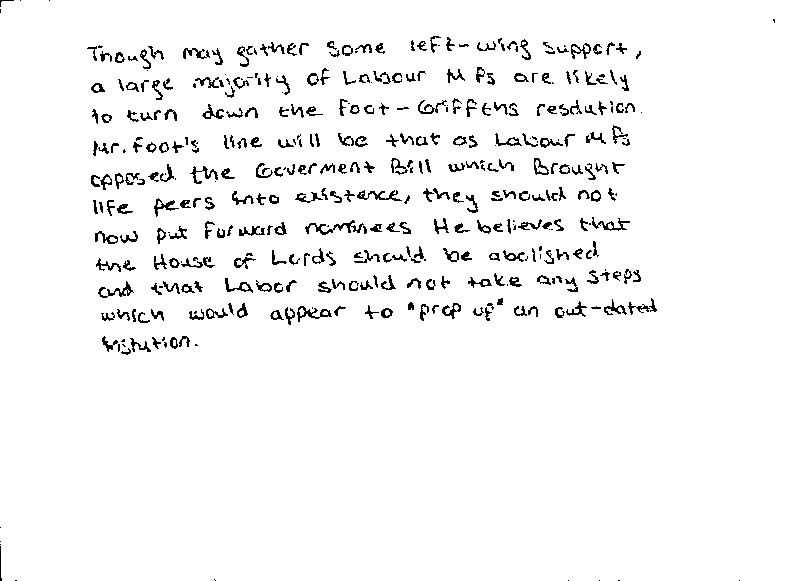 Though may gather some left-wing support,
a large majority of Labour MPs are likely
to turn down the Foot-Griffths resolution.
Mr. Foot's line will be that as Labour MPs
opposed the Goverment Bill which Brought
life peers into existence, they should not
now put forward nominees He believes that
the House of Lords should be abolished
and that Labor should not take any steps
which would appear to "prop up" an out-dated